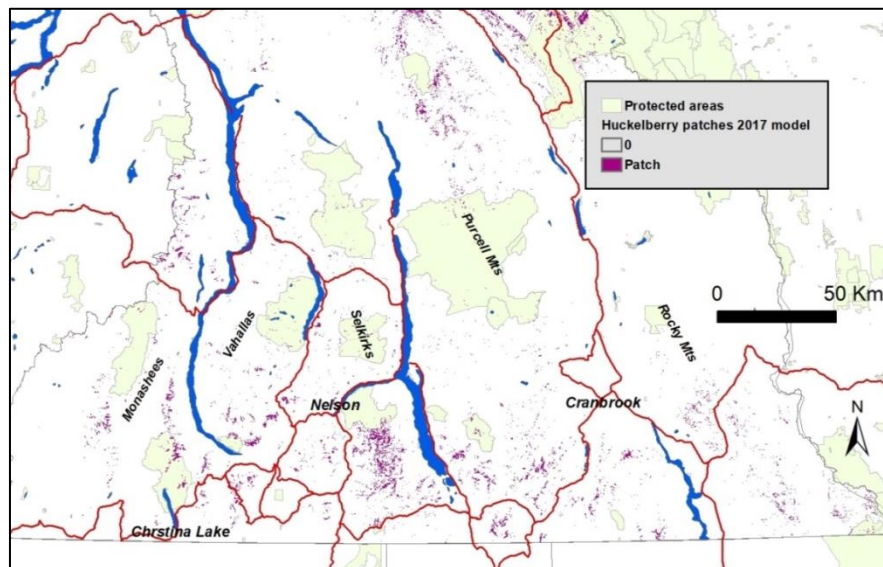 Protected areas
Huckelberry patches 2017 model
0
Patch
Purcell Mts
0 50 Km
Rocky Mts
Vahallas
Selkirks
Monashees
Nelson
Cranbrook
N
Chrstina Lake